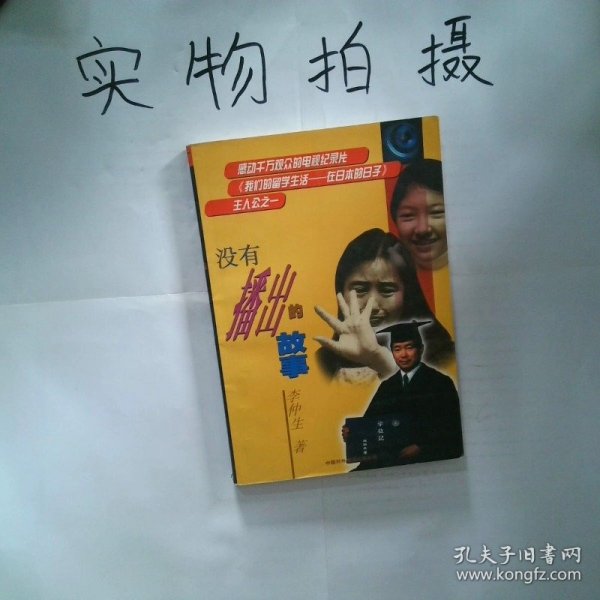 实物拍摄
感动千万观众的电视纪录片
《我们的留学生活——在日本的日子》
主人公之一
没有
播出的
故事
李仲生 著
孔夫子旧书网
www.kongfz.com